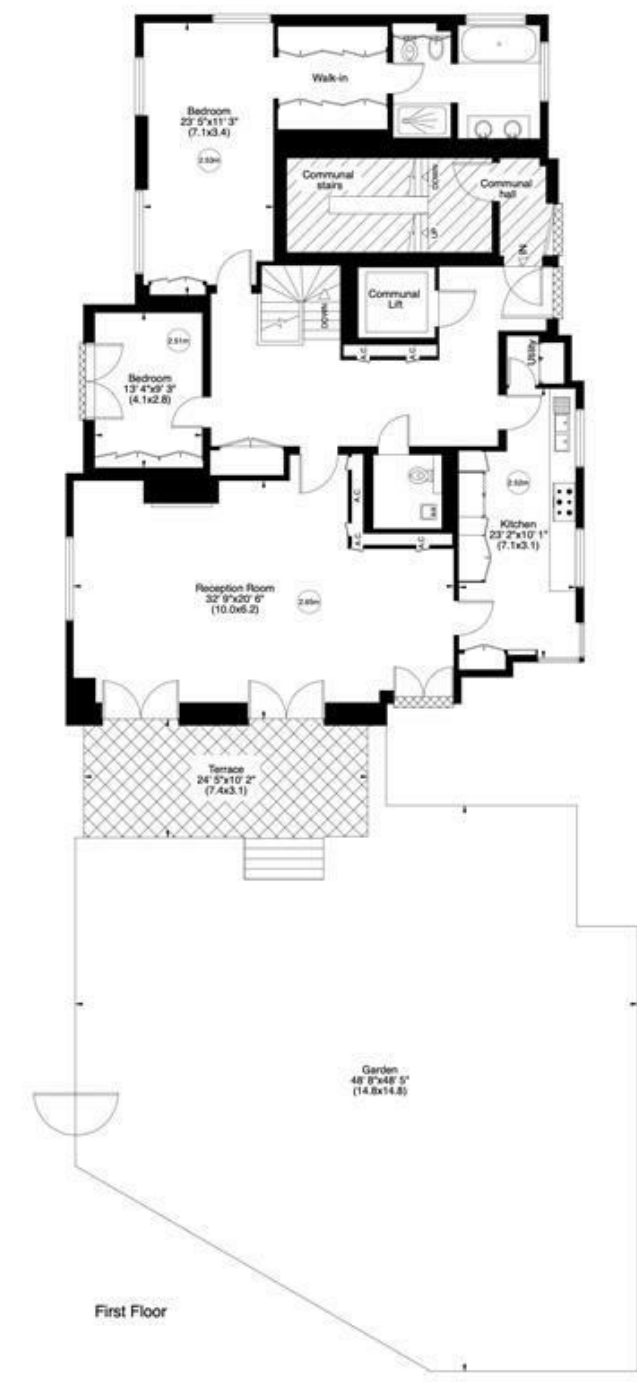 Bedroom
23' 5"x11' 3"
(7.1x3.4)
2.53m
Walk-in
Communal
stairs
DOWN
UP
Communal
hall
IN
Communal
Lift
DOWN
A.C.
A.C.
Utility
2.51m
Bedroom
13' 4"x9' 3"
(4.1x2.8)
A.C.
A.C.
A.C.
2.52m
Kitchen
23' 2"x10' 1"
(7.1x3.1)
Reception Room
32' 9"x20' 6"
(10.0x6.2)
2.65m
Terrace
24' 5"x10' 2"
(7.4x3.1)
Garden
48' 8"x48' 5"
(14.8x14.8)
First Floor